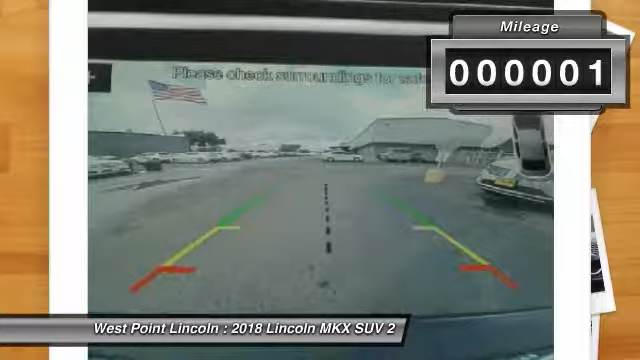 Mileage
000001
Please check surroundings for
West Point Lincoln : 2018 Lincoln MKX SUV 2